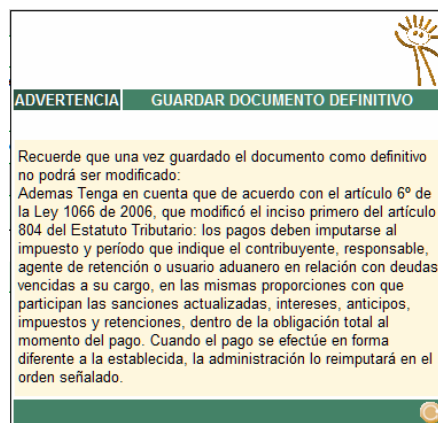 ADVERTENCIA GUARDAR DOCUMENTO DEFINITIVO
Recuerde que una vez guardado el documento como definitivo
no podrá ser modificado:
Ademas Tenga en cuenta que de acuerdo con el artículo 6º de
la Ley 1066 de 2006, que modificó el inciso primero del artículo
804 del Estatuto Tributario: los pagos deben imputarse al
impuesto y período que indique el contribuyente, responsable,
agente de retención o usuario aduanero en relación con deudas
vencidas a su cargo, en las mismas proporciones con que
participan las sanciones actualizadas, intereses, anticipos,
impuestos y retenciones, dentro de la obligación total al
momento del pago. Cuando el pago se efectúe en forma
diferente a la establecida, la administración lo reimputará en el
orden señalado.